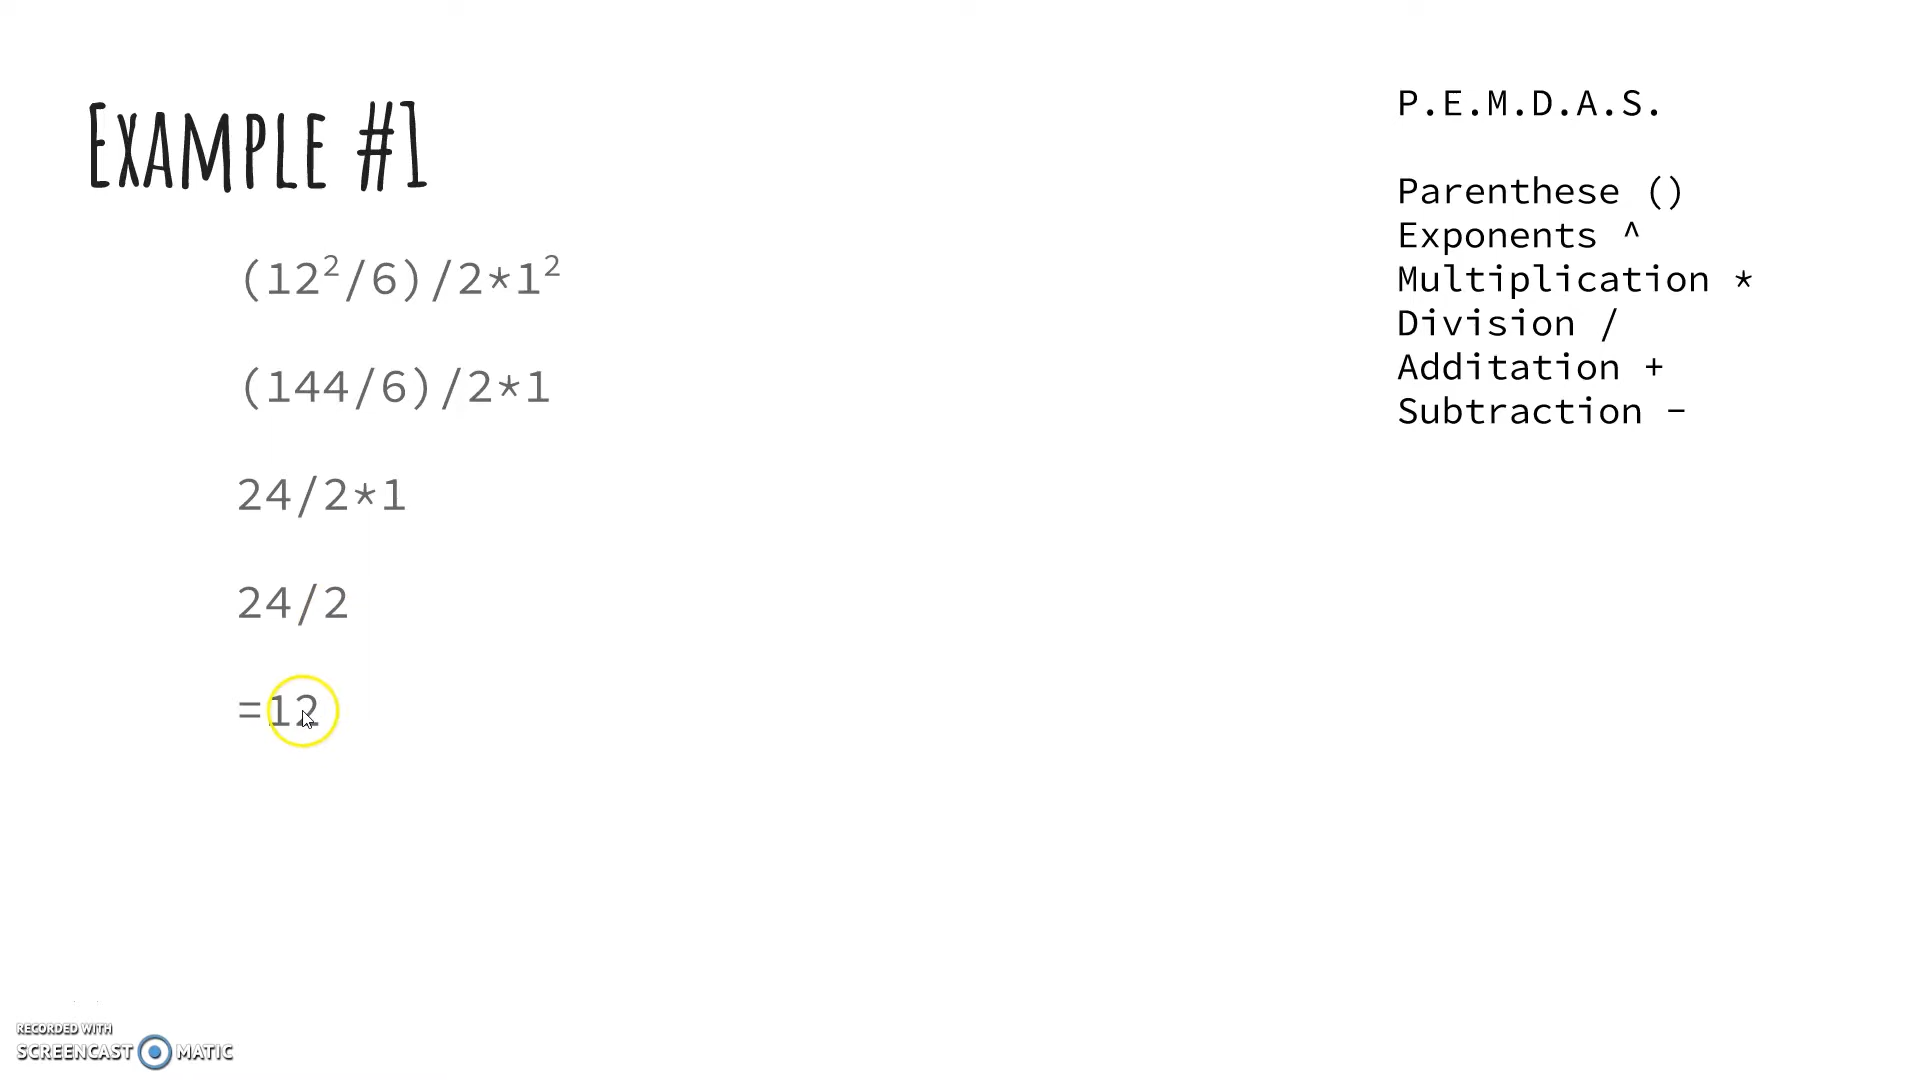 EXAMPLE #1
(12²/6)/2*1²
(144/6)/2*1
24/2*1
24/2
=12
P.E.M.D.A.S.
Parenthese ()
Exponents ^
Multiplication *
Division /
Additation +
Subtraction -
RECORDED WITH
SCREENCAST MATIC